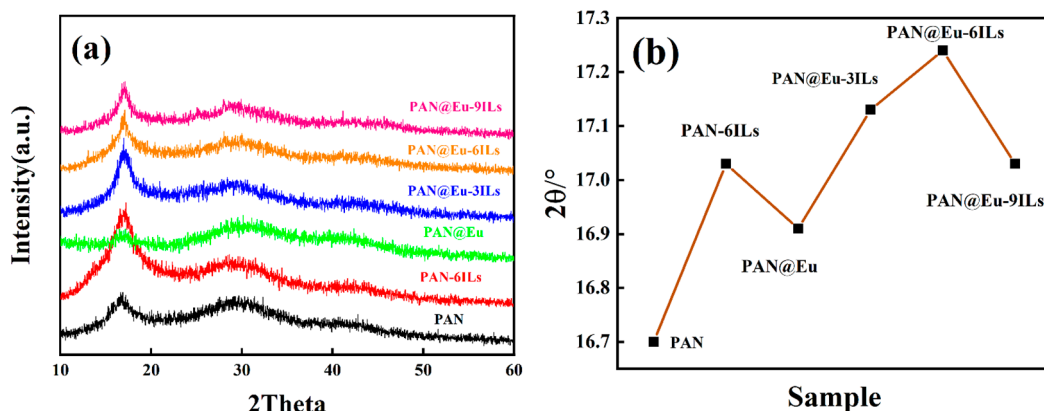 (a)
PAN@Eu-9ILs
PAN@Eu-6ILs
PAN@Eu-3ILs
PAN@Eu
PAN-6ILs
PAN
Intensity(a.u.)
10 20 30 40 50 60
2Theta
(b)
17.3
17.2
17.1
17.0
16.9
16.8
16.7
2θ/°
PAN@Eu-6ILs
PAN@Eu-3ILs
PAN-6ILs
PAN@Eu-9ILs
PAN@Eu
PAN
Sample